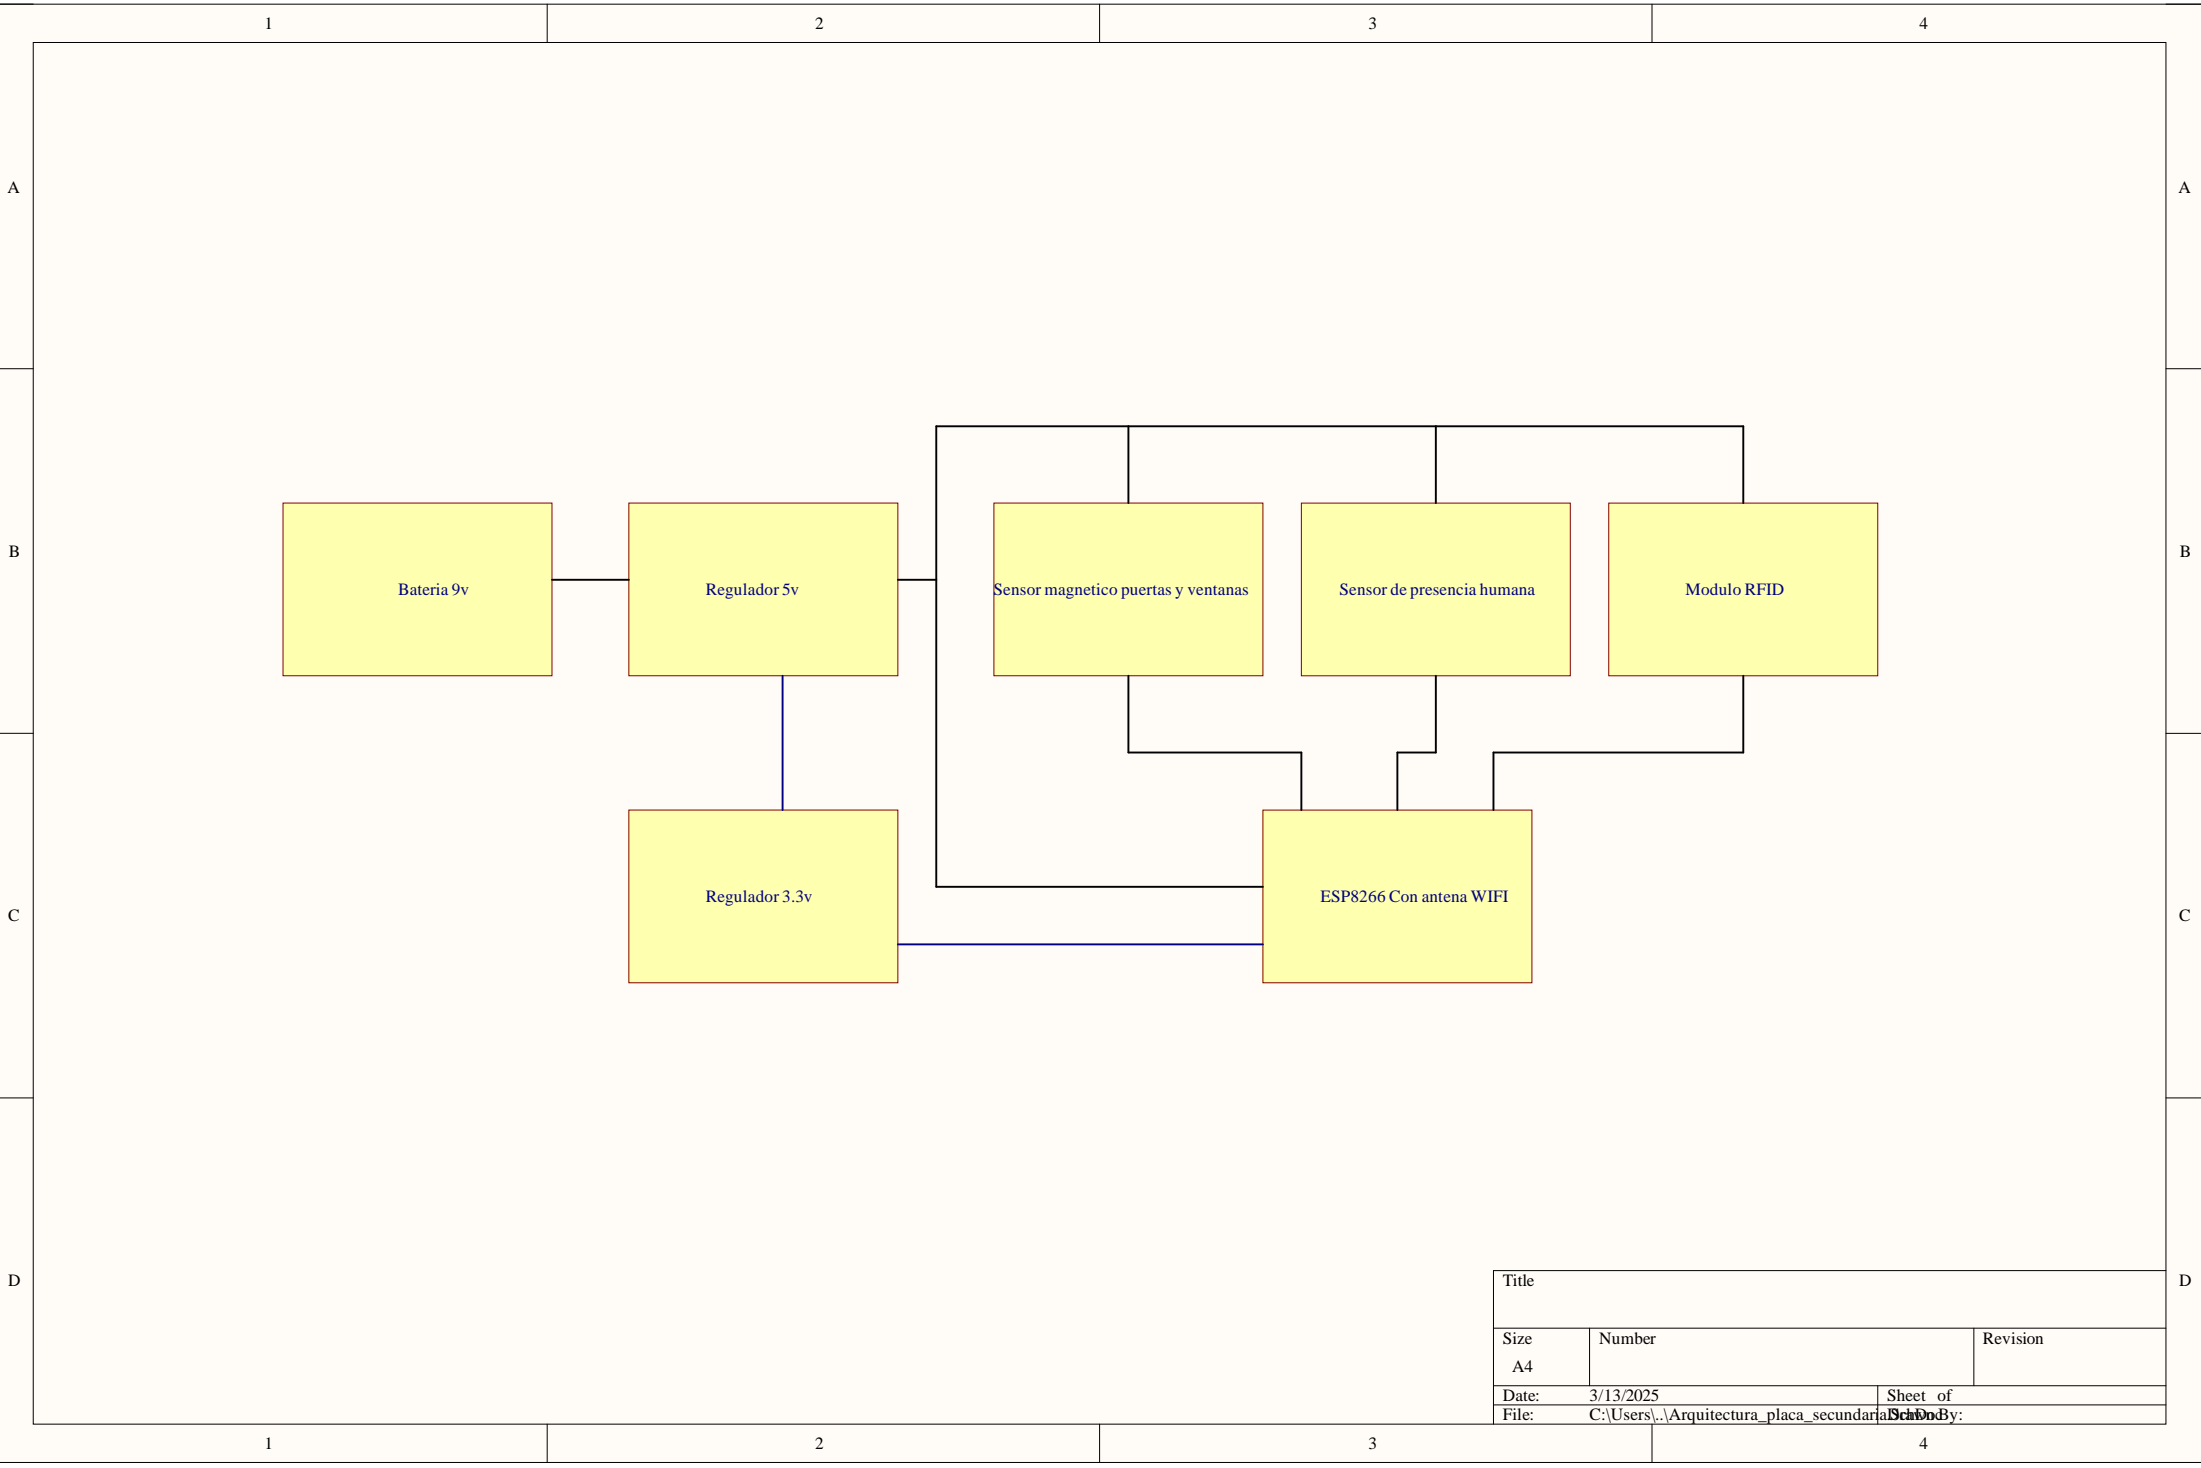 1 2 3 4
A A
B B
Bateria 9v Regulador 5v Sensor magnetico puertas y ventanas Sensor de presencia humana Modulo RFID
Regulador 3.3v ESP8266 Con antena WIFI
C C
D D
Title
Size Number Revision
A4
Date: 3/13/2025 Sheet of
File: C:\Users\..\Arquitectura_placa_secundaria.SchDoc Drawn By:
1 2 3 4